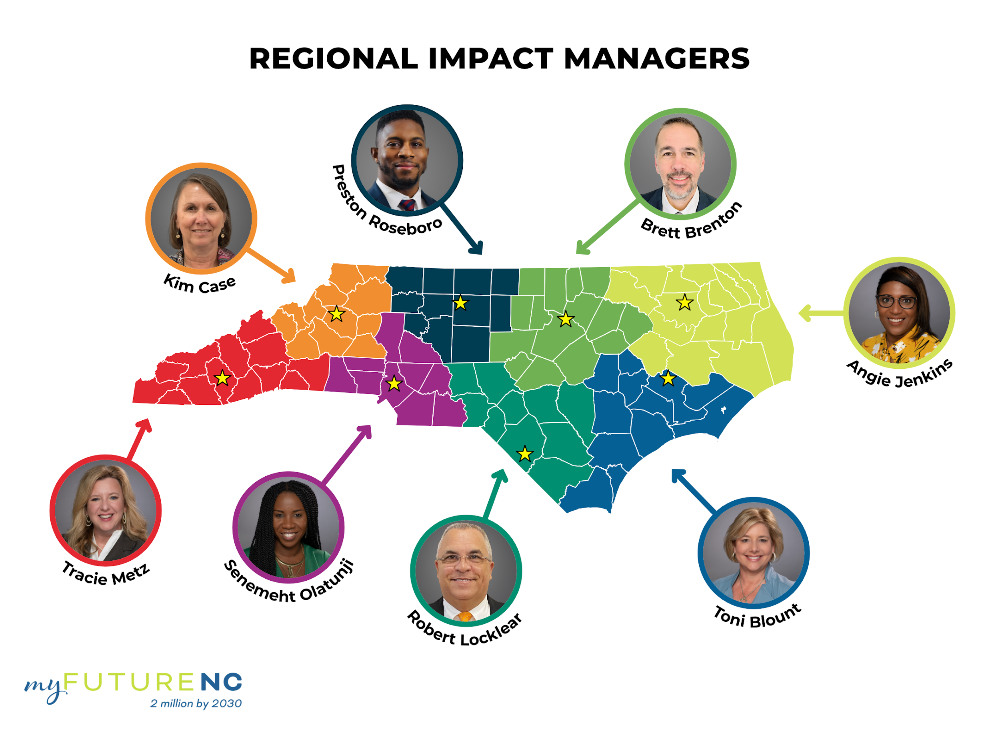 REGIONAL IMPACT MANAGERS
Preston Roseboro
Brett Brenton
Kim Case
Angie Jenkins
Tracie Metz
Senemeht Olatunji
Robert Locklear
Toni Blount
myFUTURENC
2 million by 2030